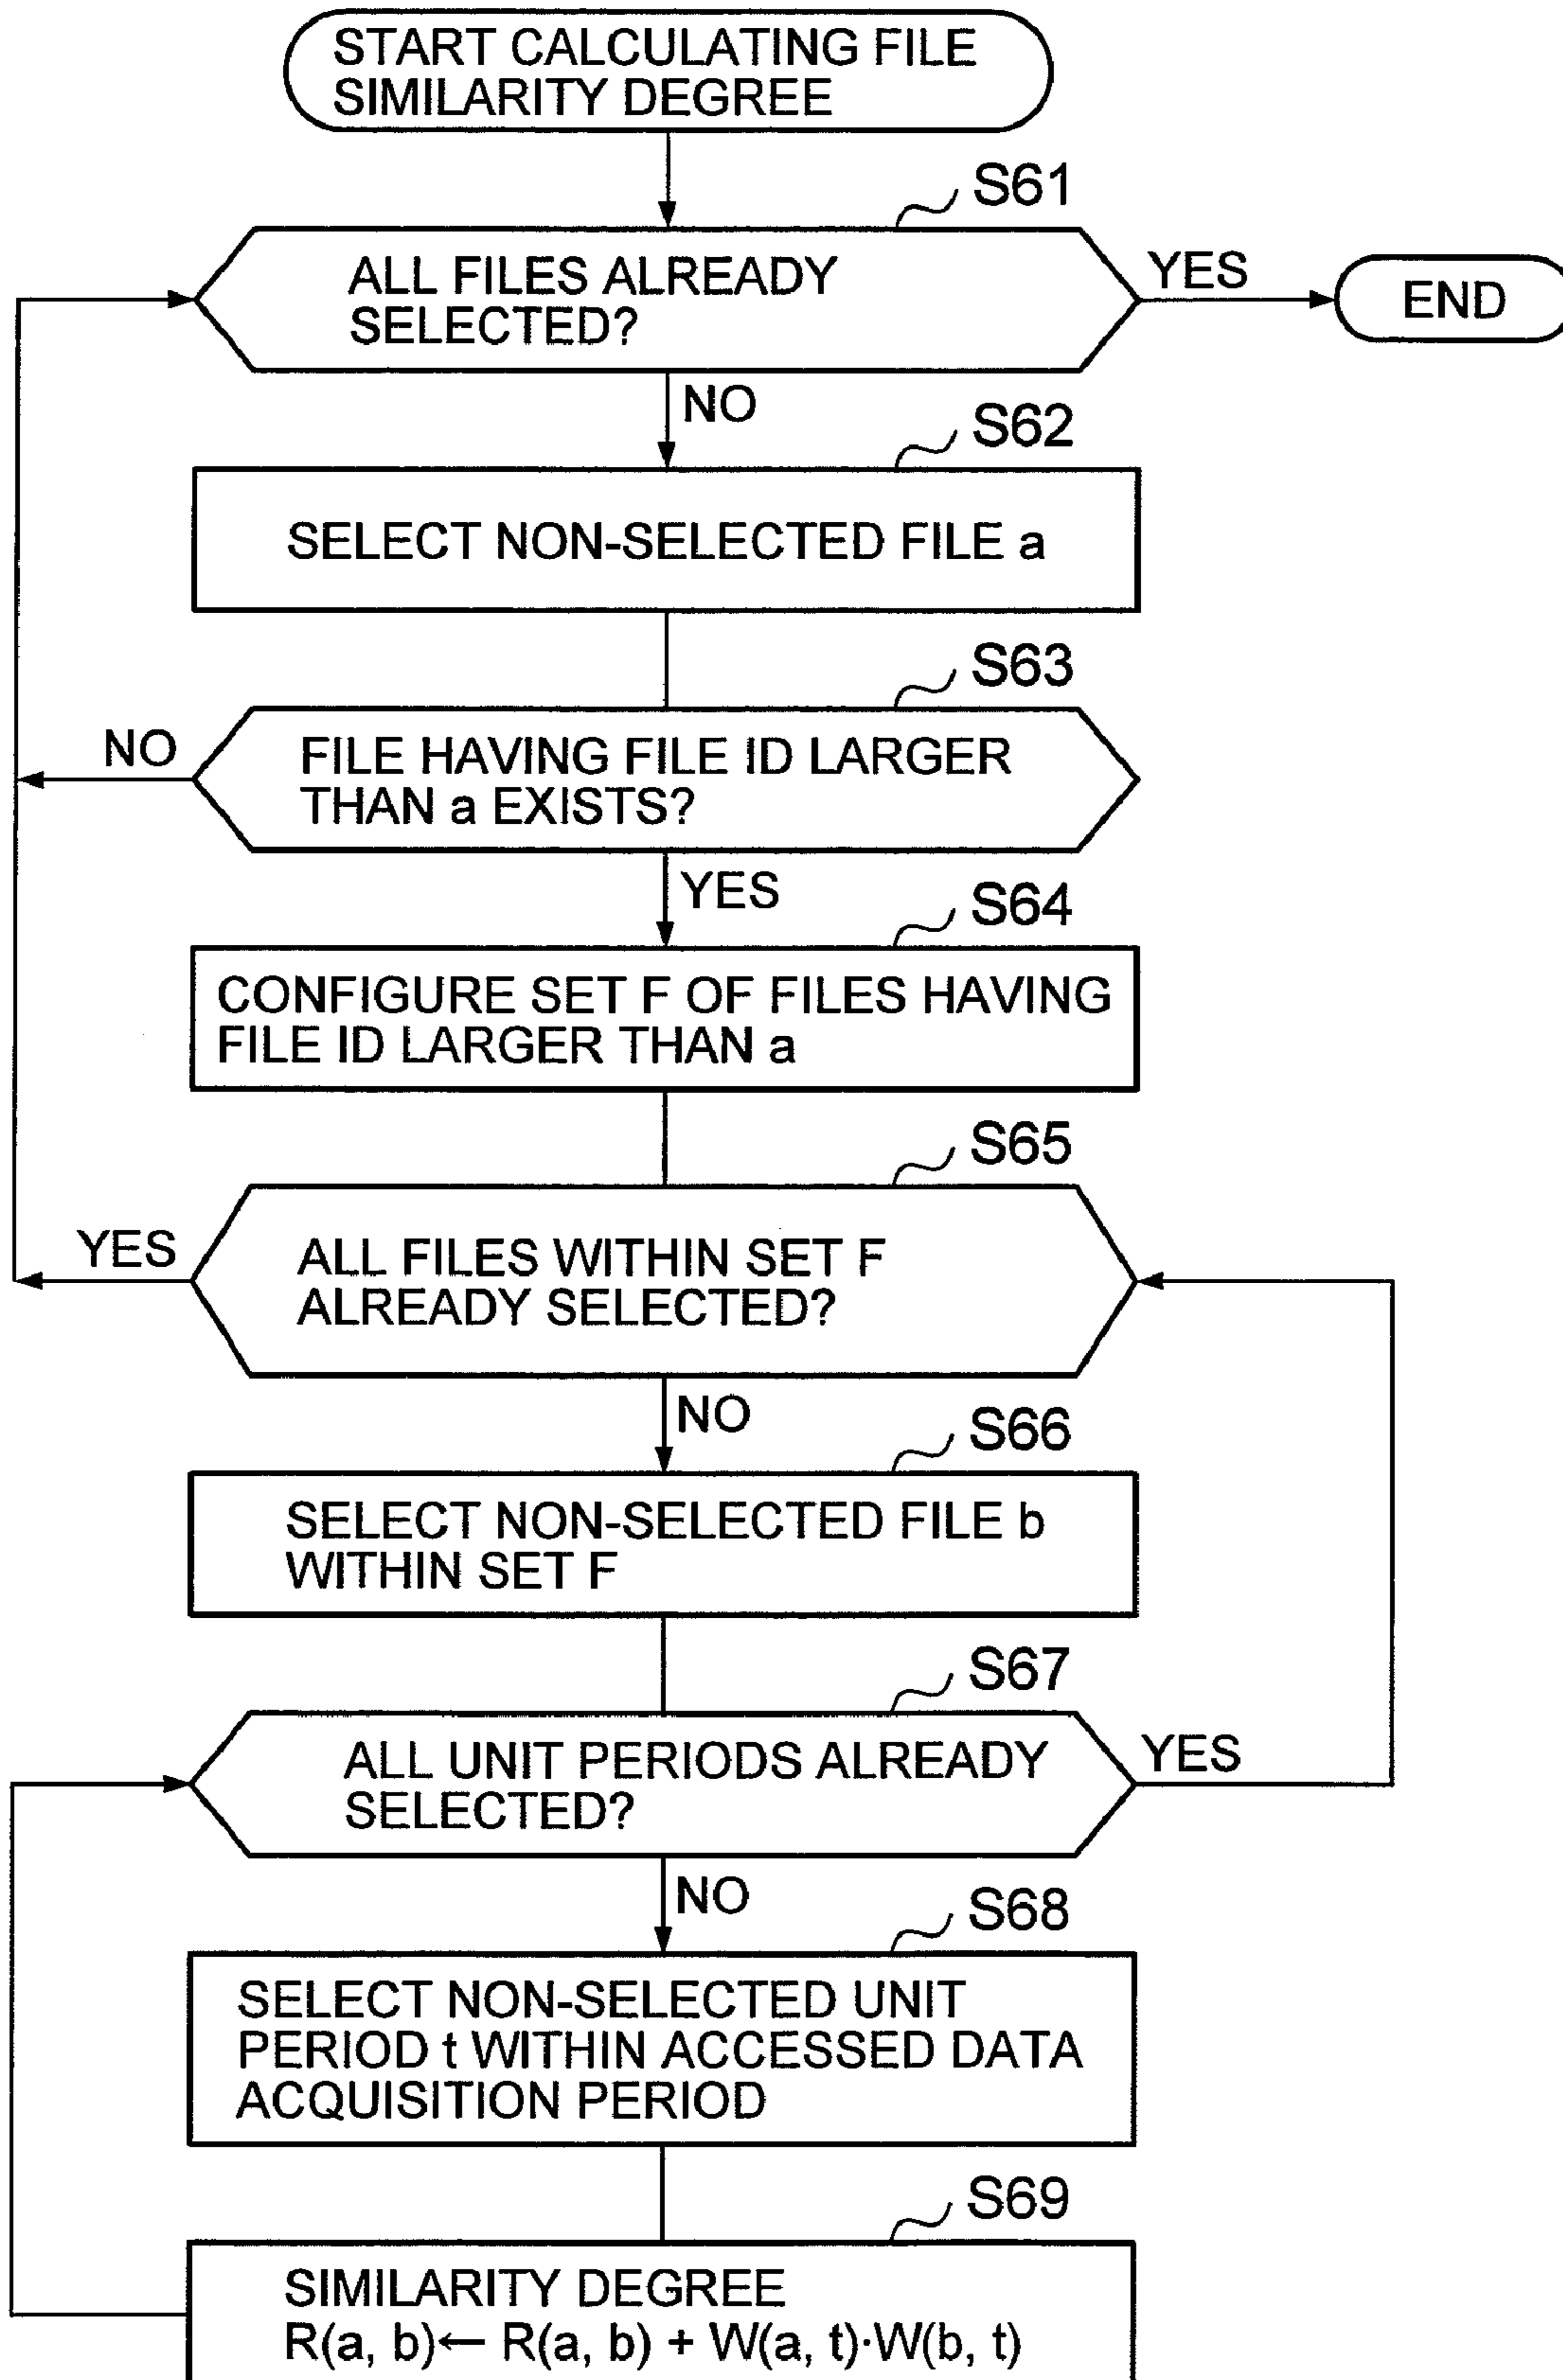 START CALCULATING FILE
SIMILARITY DEGREE
S61
ALL FILES ALREADY
SELECTED?
YES
END
NO
S62
SELECT NON-SELECTED FILE a
S63
NO
FILE HAVING FILE ID LARGER
THAN a EXISTS?
YES
S64
CONFIGURE SET F OF FILES HAVING
FILE ID LARGER THAN a
S65
YES
ALL FILES WITHIN SET F
ALREADY SELECTED?
NO
S66
SELECT NON-SELECTED FILE b
WITHIN SET F
S67
ALL UNIT PERIODS ALREADY
SELECTED?
YES
NO
S68
SELECT NON-SELECTED UNIT
PERIOD t WITHIN ACCESSED DATA
ACQUISITION PERIOD
S69
SIMILARITY DEGREE
R(a, b)← R(a, b) + W(a, t)·W(b, t)